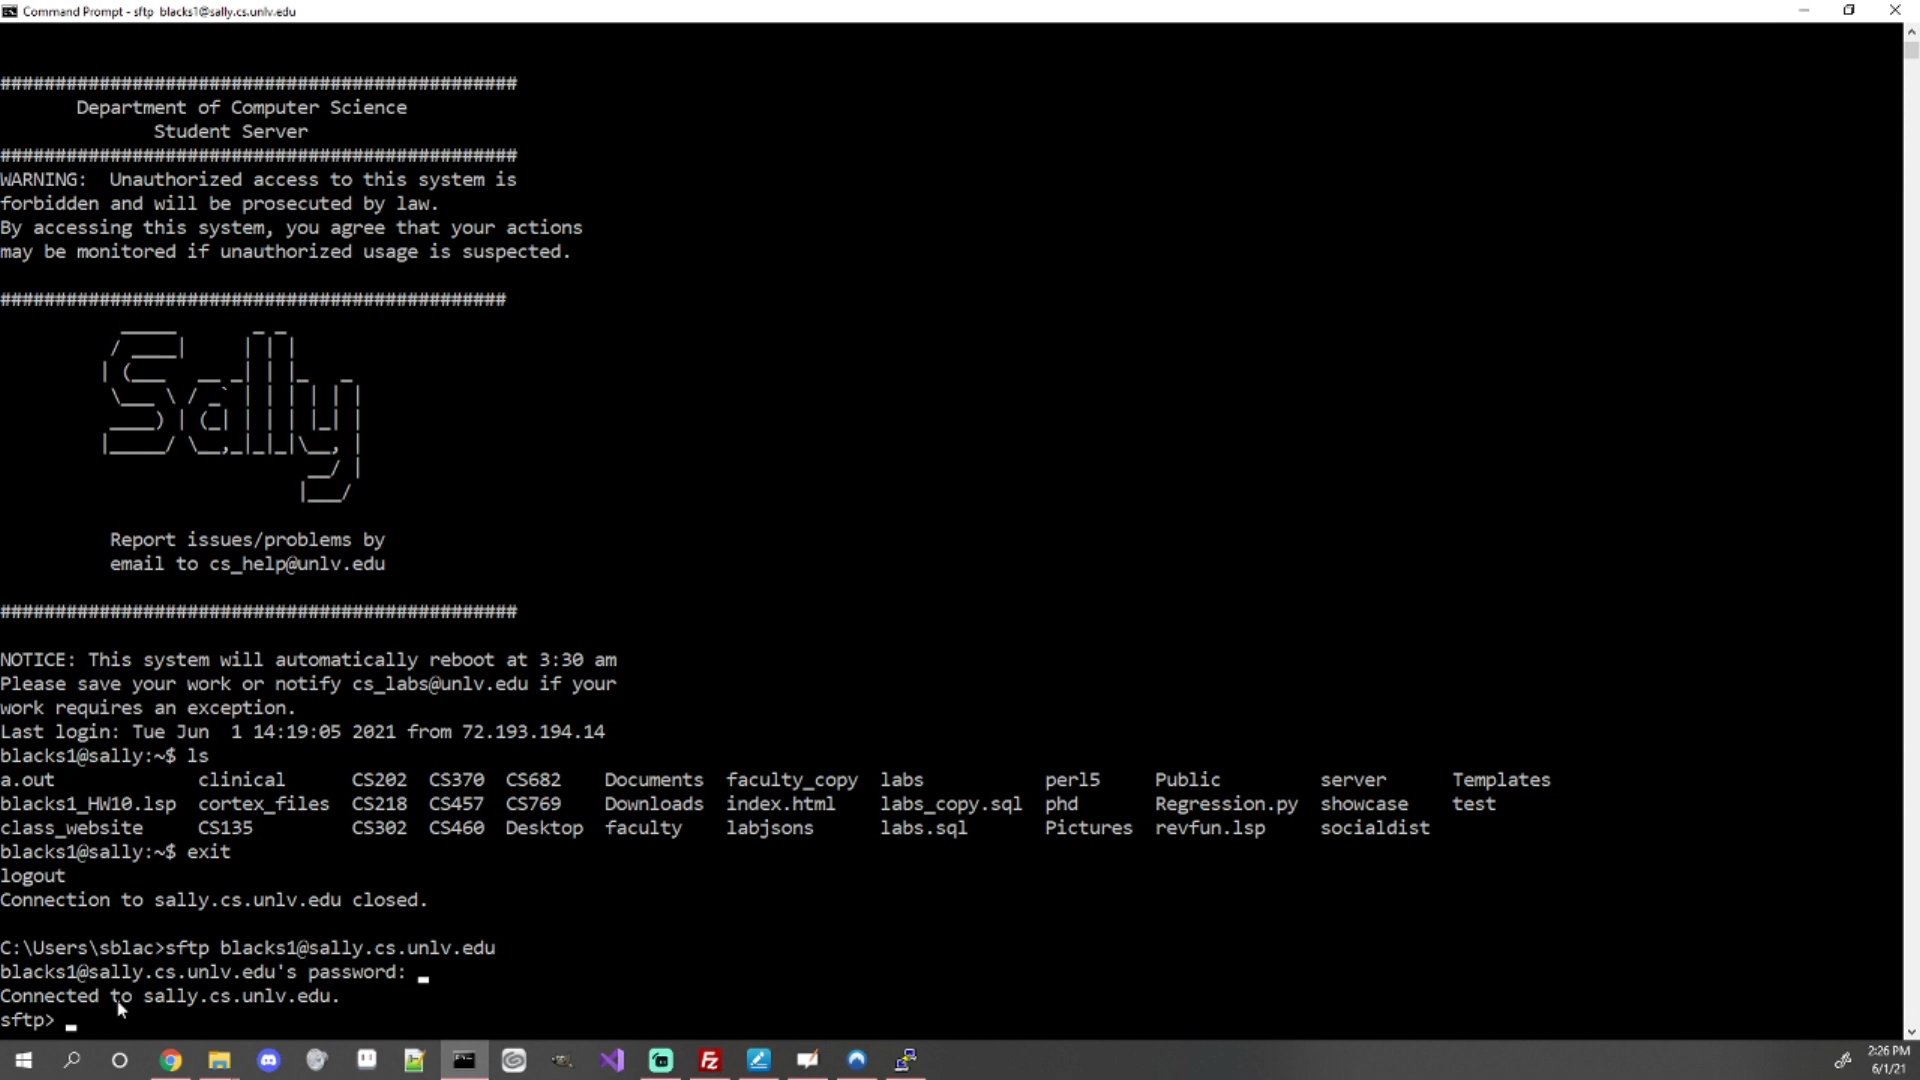 Command Prompt - sftp blacks1@sally.cs.unlv.edu
###############################################
Department of Computer Science
Student Server
###############################################
WARNING:  Unauthorized access to this system is
forbidden and will be prosecuted by law.
By accessing this system, you agree that your actions
may be monitored if unauthorized usage is suspected.
##############################################
Sally
Report issues/problems by
email to cs_help@unlv.edu
###############################################
NOTICE: This system will automatically reboot at 3:30 am
Please save your work or notify cs_labs@unlv.edu if your
work requires an exception.
Last login: Tue Jun  1 14:19:05 2021 from 72.193.194.14
blacks1@sally:~$ ls
a.out clinical CS202 CS370 CS682 Documents faculty_copy labs perl5 Public server Templates
blacks1_HW10.lsp cortex_files CS218 CS457 CS769 Downloads index.html labs_copy.sql phd Regression.py showcase test
class_website CS135 CS302 CS460 Desktop faculty labjsons labs.sql Pictures revfun.lsp socialdist
blacks1@sally:~$ exit
logout
Connection to sally.cs.unlv.edu closed.
C:\Users\sblac>sftp blacks1@sally.cs.unlv.edu
blacks1@sally.cs.unlv.edu's password:
Connected to sally.cs.unlv.edu.
sftp>
2:26 PM
6/1/21